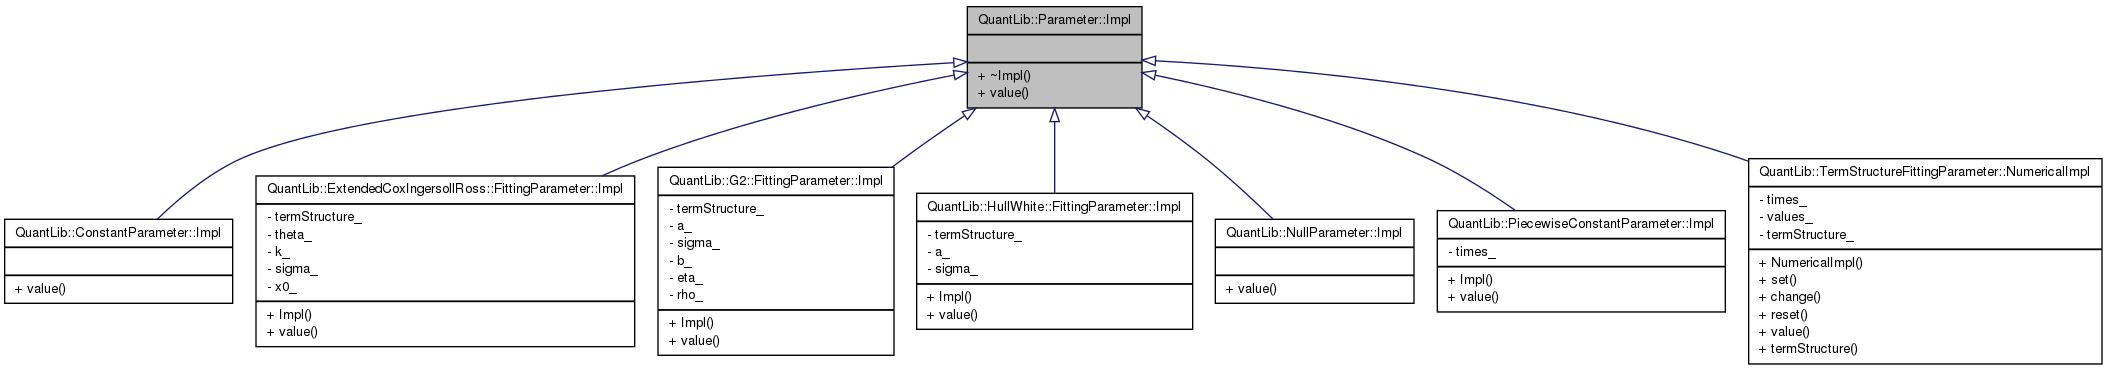 QuantLib::Parameter::Impl
+ ~Impl()
+ value()
QuantLib::ConstantParameter::Impl
+ value()
QuantLib::ExtendedCoxIngersollRoss::FittingParameter::Impl
- termStructure_
- theta_
- k_
- sigma_
- x0_
+ Impl()
+ value()
QuantLib::G2::FittingParameter::Impl
- termStructure_
- a_
- sigma_
- b_
- eta_
- rho_
+ Impl()
+ value()
QuantLib::HullWhite::FittingParameter::Impl
- termStructure_
- a_
- sigma_
+ Impl()
+ value()
QuantLib::NullParameter::Impl
+ value()
QuantLib::PiecewiseConstantParameter::Impl
- times_
+ Impl()
+ value()
QuantLib::TermStructureFittingParameter::NumericalImpl
- times_
- values_
- termStructure_
+ NumericalImpl()
+ set()
+ change()
+ reset()
+ value()
+ termStructure()